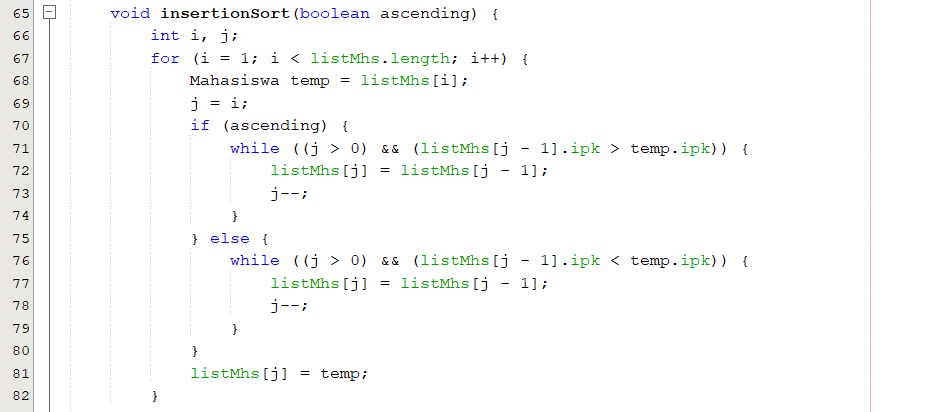 65 void insertionSort(boolean ascending) {
66 int i, j;
67 for (i = 1; i < listMhs.length; i++) {
68 Mahasiswa temp = listMhs[i];
69 j = i;
70 if (ascending) {
71 while ((j > 0) && (listMhs[j - 1].ipk > temp.ipk)) {
72 listMhs[j] = listMhs[j - 1];
73 j--;
74 }
75 } else {
76 while ((j > 0) && (listMhs[j - 1].ipk < temp.ipk)) {
77 listMhs[j] = listMhs[j - 1];
78 j--;
79 }
80 }
81 listMhs[j] = temp;
82 }